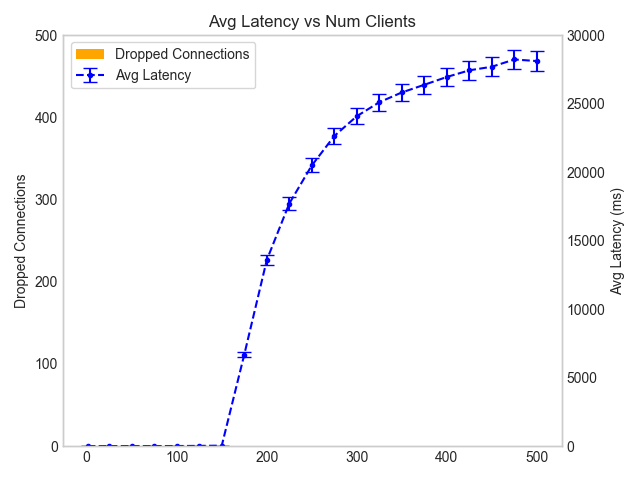 Avg Latency vs Num Clients
Dropped Connections
Avg Latency
Dropped Connections
500
400
300
200
100
0
30000
25000
20000
15000
10000
5000
0
Avg Latency (ms)
0 100 200 300 400 500